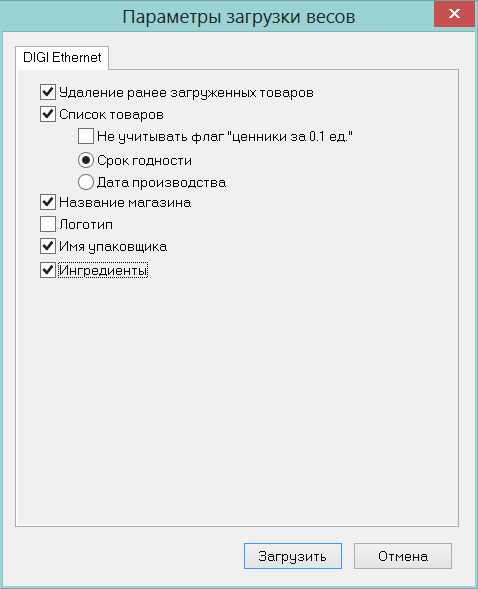 Параметры загрузки весов
DIGI Ethernet
Удаление ранее загруженных товаров
Список товаров
Не учитывать флаг "ценники за 0.1 ед."
Срок годности
Дата производства
Название магазина
Логотип
Имя упаковщика
Ингредиенты
Загрузить
Отмена